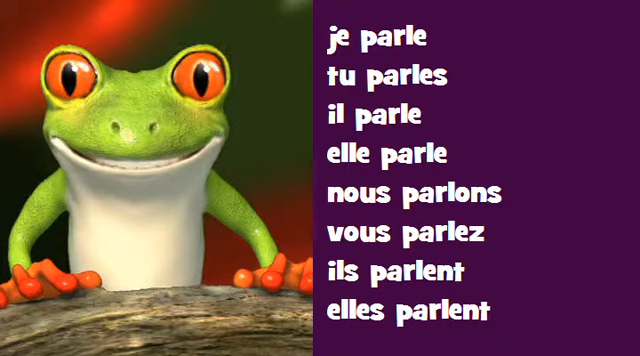 je parle
tu parles
il parle
elle parle
nous parlons
vous parlez
ils parlent
elles parlent